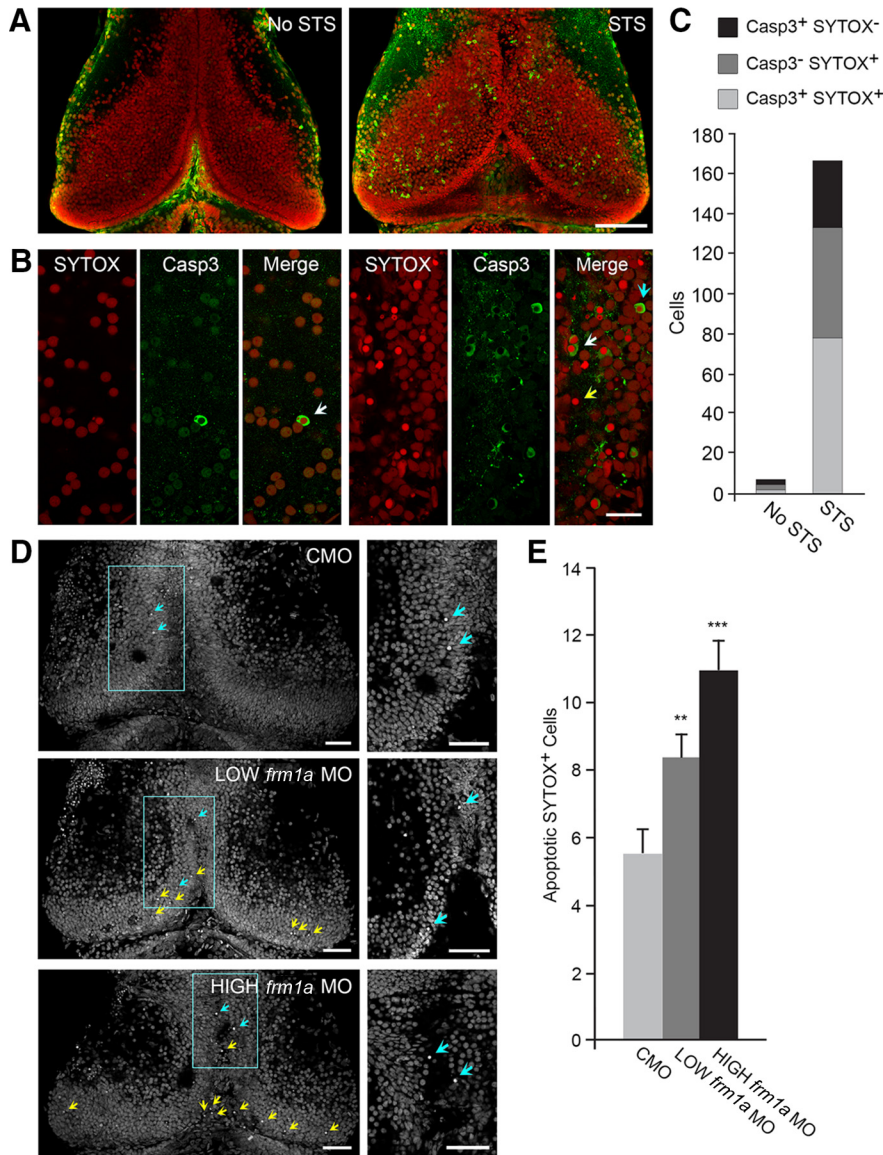 A
No STS
STS
B
SYTOX
Casp3
Merge
SYTOX
Casp3
Merge
C
Casp3+ SYTOX-
Casp3- SYTOX+
Casp3+ SYTOX+
180
160
140
120
100
80
60
40
20
0
Cells
No STS
STS
D
CMO
LOW frm1a MO
HIGH frm1a MO
E
14
12
10
8
6
4
2
0
Apoptotic SYTOX+ Cells
**
***
CMO
LOW frm1a MO
HIGH frm1a MO